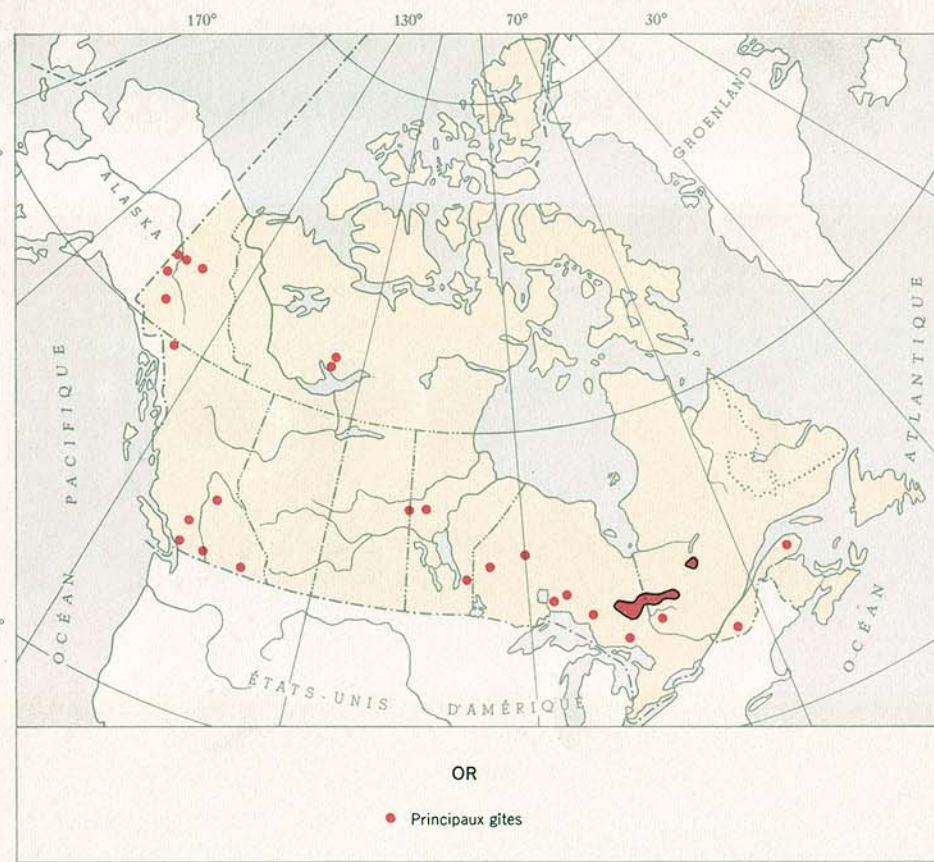 170° 130° 70° 30°
GROENLAND
ALASKA
OCÉAN PACIFIQUE
OCÉAN ATLANTIQUE
ÉTATS-UNIS D'AMÉRIQUE
OR
Principaux gîtes